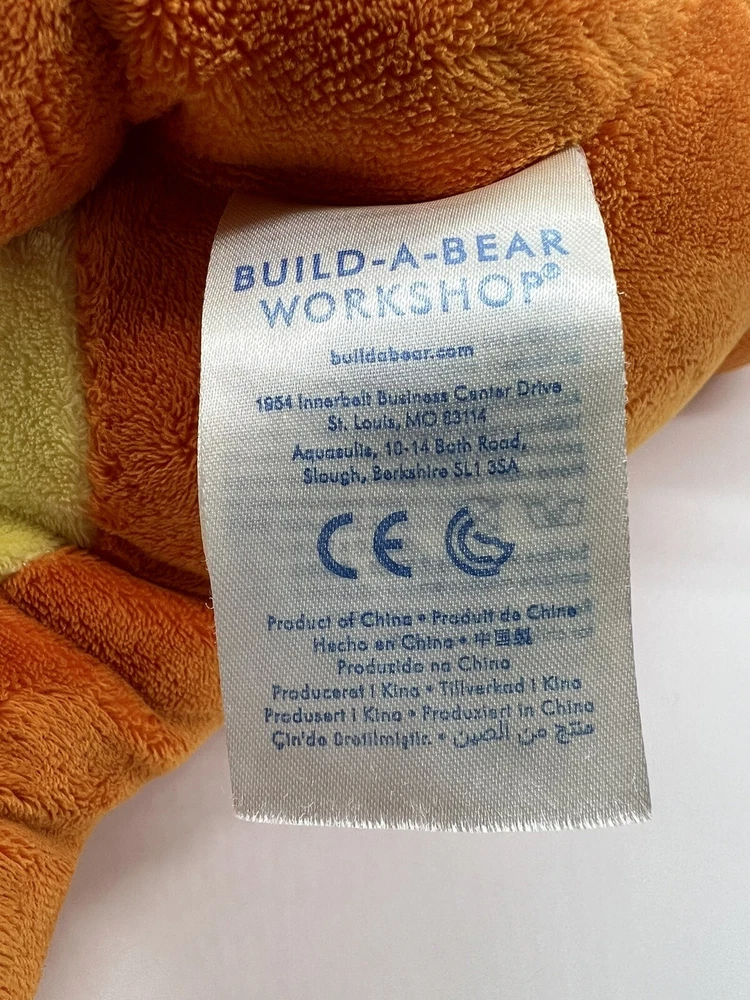 BUILD-A-BEAR
WORKSHOP®
buildabear.com
1954 Innerbelt Business Center Drive
St. Louis, MO 63114
Aquasulis, 10-14 Bath Road,
Slough, Berkshire SL1 3SA
CE
Product of China • Produit de Chine
Hecho en China • 中国製
Produzido na China
Produceret i Kina • Tillverkad i Kina
Produsert i Kina • Produziert in China
Çin'de Üretilmiştir. • منتج من الصين